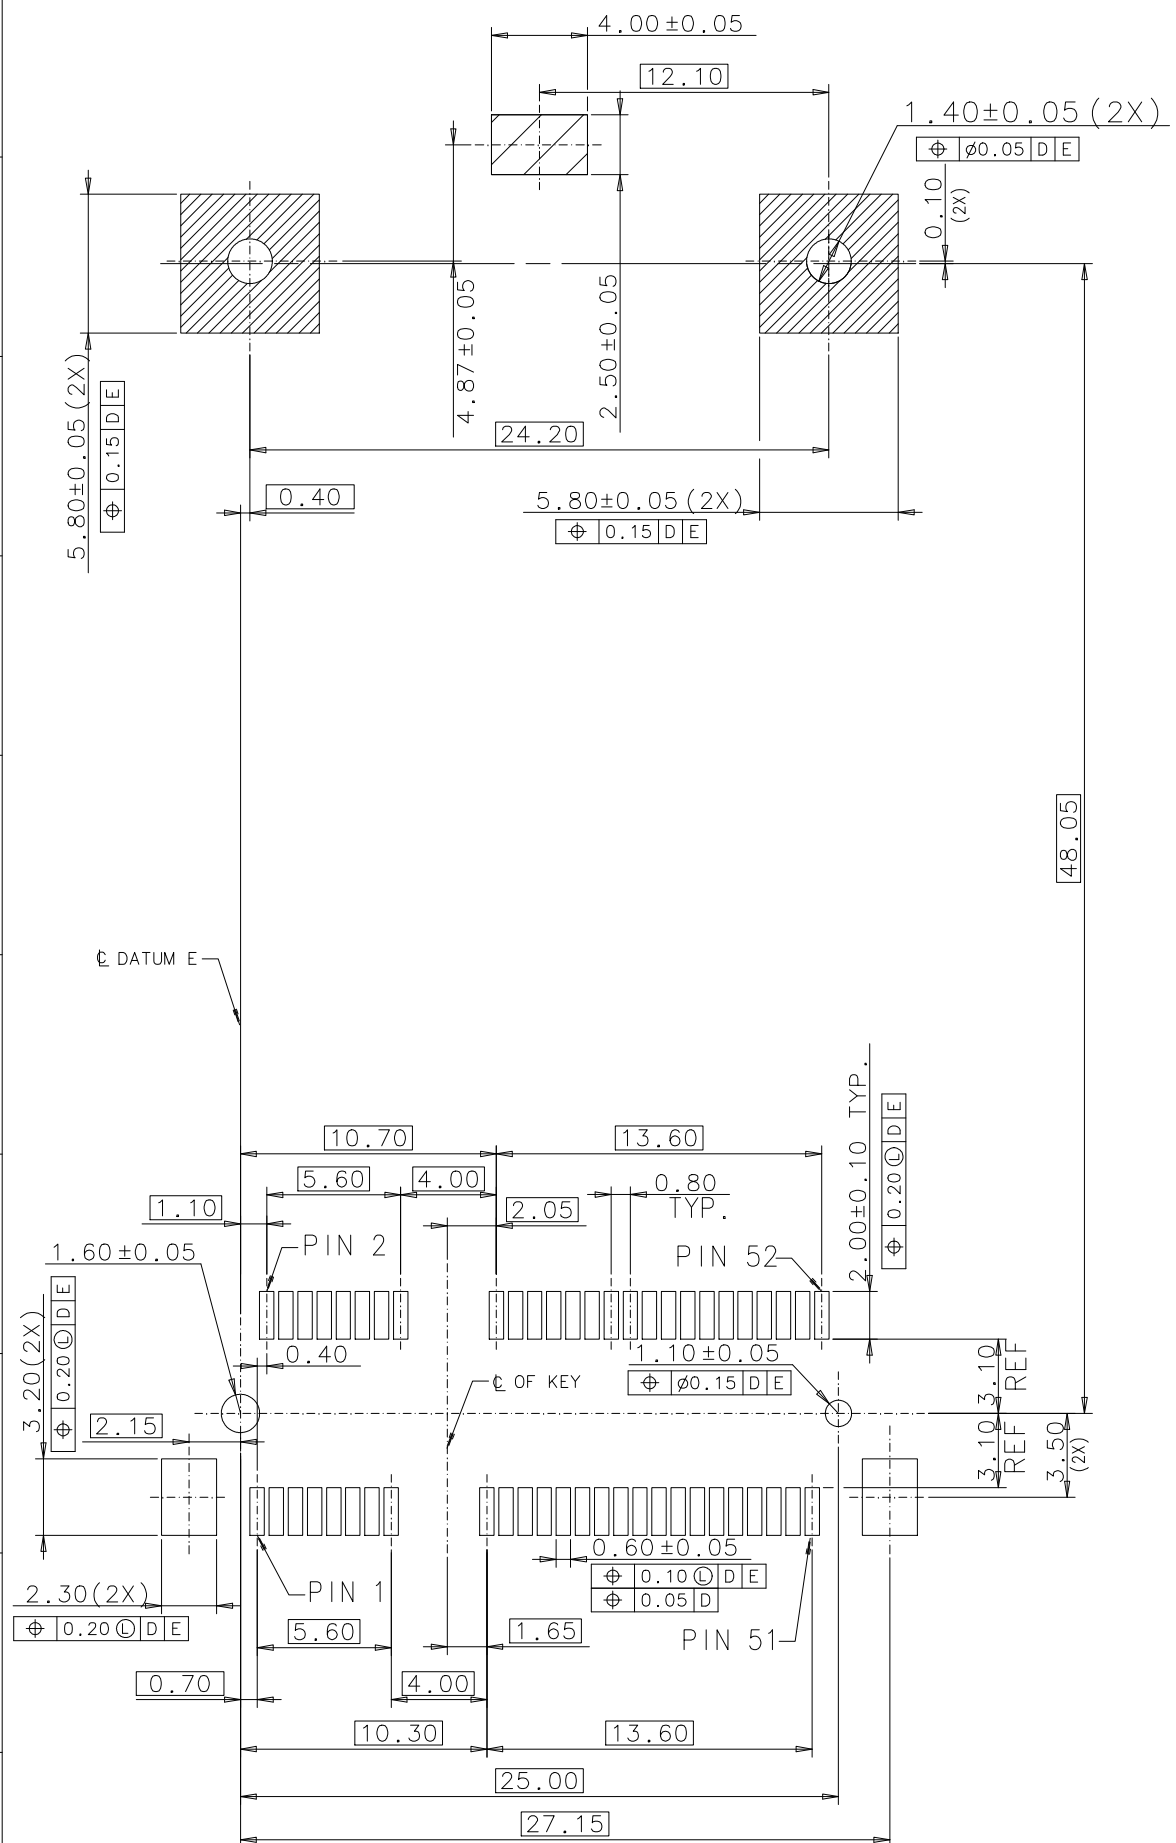 4.00±0.05
12.10
1.40±0.05 (2X)
⌖ ⌀0.05 D E
0.10
(2X)
4.87±0.05
2.50±0.05
5.80±0.05 (2X)
⌖ 0.15 D E
24.20
0.40
5.80±0.05 (2X)
⌖ 0.15 D E
48.05
℄ DATUM E
10.70
13.60
5.60
4.00
0.80
TYP.
2.00±0.10 TYP.
⌖ 0.20 Ⓛ D E
1.10
2.05
PIN 2
PIN 52
1.60±0.05
3.20(2X)
⌖ 0.20 Ⓛ D E
0.40
1.10±0.05
⌖ ⌀0.15 D E
℄ OF KEY
3.10
REF
2.15
3.10
REF
3.50
(2X)
0.60±0.05
⌖ 0.10 Ⓛ D E
⌖ 0.05 D
2.30(2X)
⌖ 0.20 Ⓛ D E
PIN 1
5.60
1.65
PIN 51
0.70
4.00
10.30
13.60
25.00
27.15